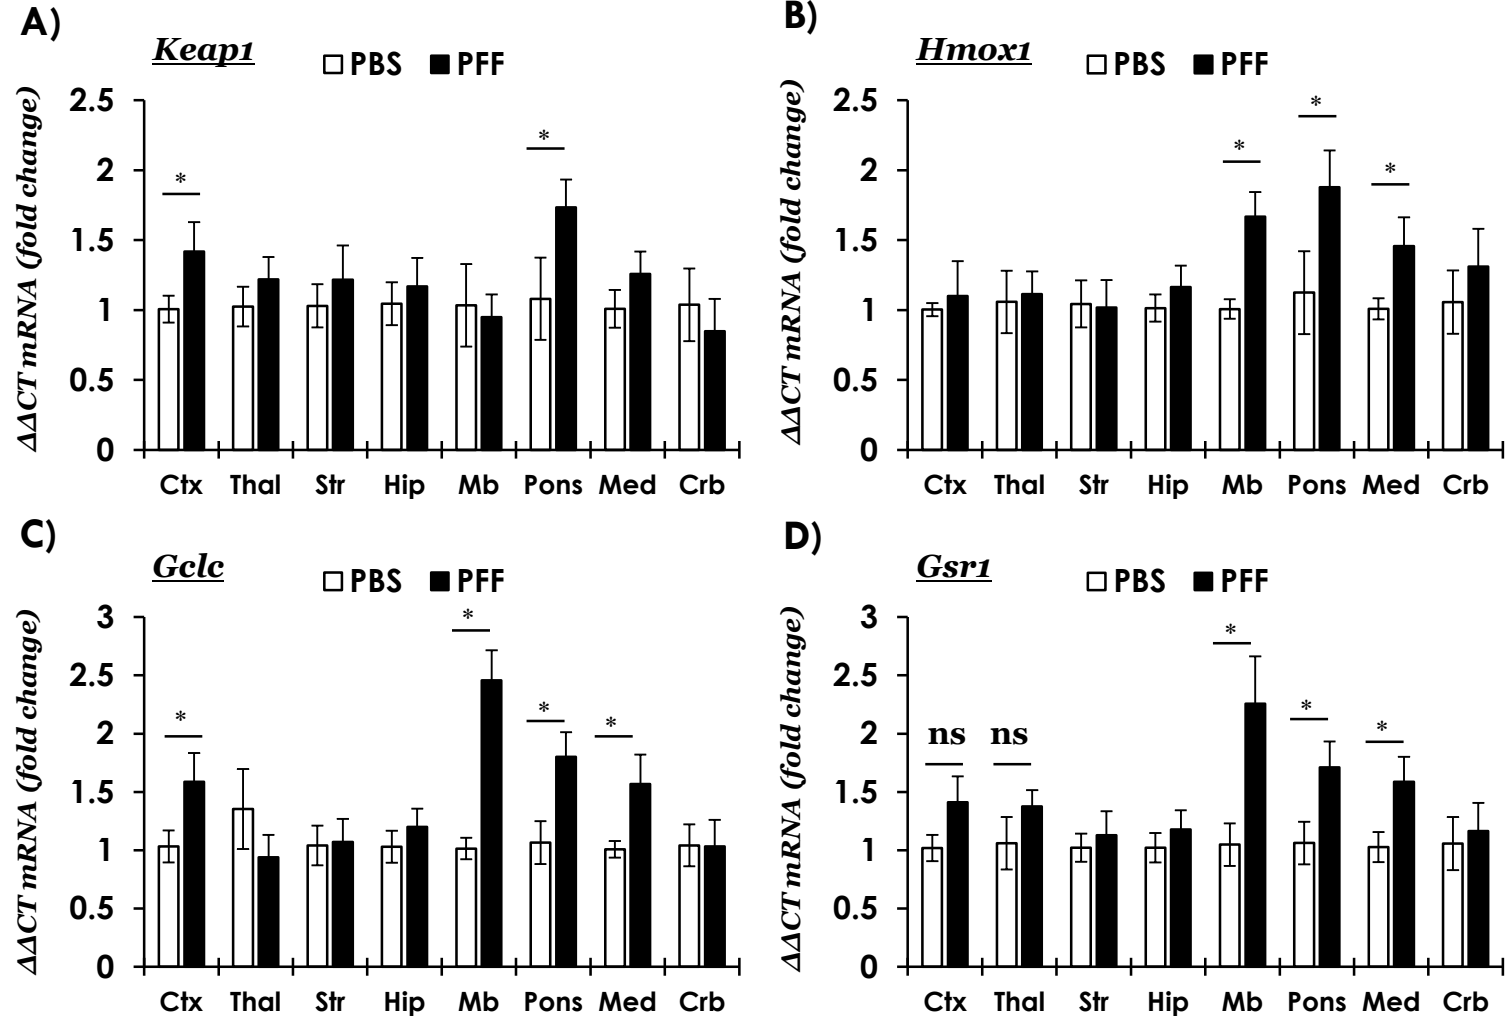 A)
Keap1 PBS PFF
ΔΔCT mRNA (fold change)
2.5
2
1.5
1
0.5
0
* *
Ctx Thal Str Hip Mb Pons Med Crb
B)
Hmox1 PBS PFF
ΔΔCT mRNA (fold change)
2.5
2
1.5
1
0.5
0
* * *
Ctx Thal Str Hip Mb Pons Med Crb
C)
Gclc PBS PFF
ΔΔCT mRNA (fold change)
3
2.5
2
1.5
1
0.5
0
* * * *
Ctx Thal Str Hip Mb Pons Med Crb
D)
Gsr1 PBS PFF
ΔΔCT mRNA (fold change)
3
2.5
2
1.5
1
0.5
0
ns ns * * *
Ctx Thal Str Hip Mb Pons Med Crb